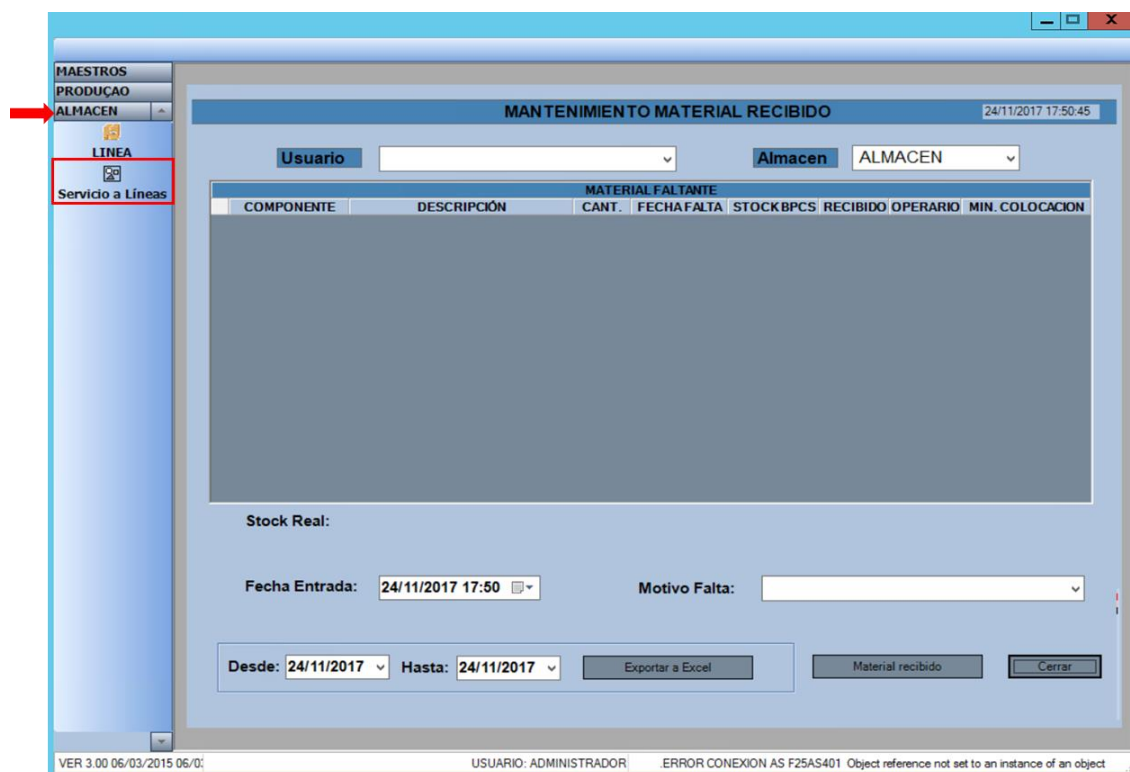 MAESTROS
PRODUÇAO
ALMACEN
LINEA
Servicio a Líneas
MANTENIMIENTO MATERIAL RECIBIDO
24/11/2017 17:50:45
Usuario
Almacen
ALMACEN
MATERIAL FALTANTE
COMPONENTE DESCRIPCIÓN CANT. FECHA FALTA STOCK BPCS RECIBIDO OPERARIO MIN. COLOCACION
Stock Real:
Fecha Entrada: 24/11/2017 17:50
Motivo Falta:
Desde: 24/11/2017 Hasta: 24/11/2017
Exportar a Excel
Material recibido
Cerrar
VER 3.00 06/03/2015
USUARIO: ADMINISTRADOR
.ERROR CONEXION AS F25AS401 Object reference not set to an instance of an object